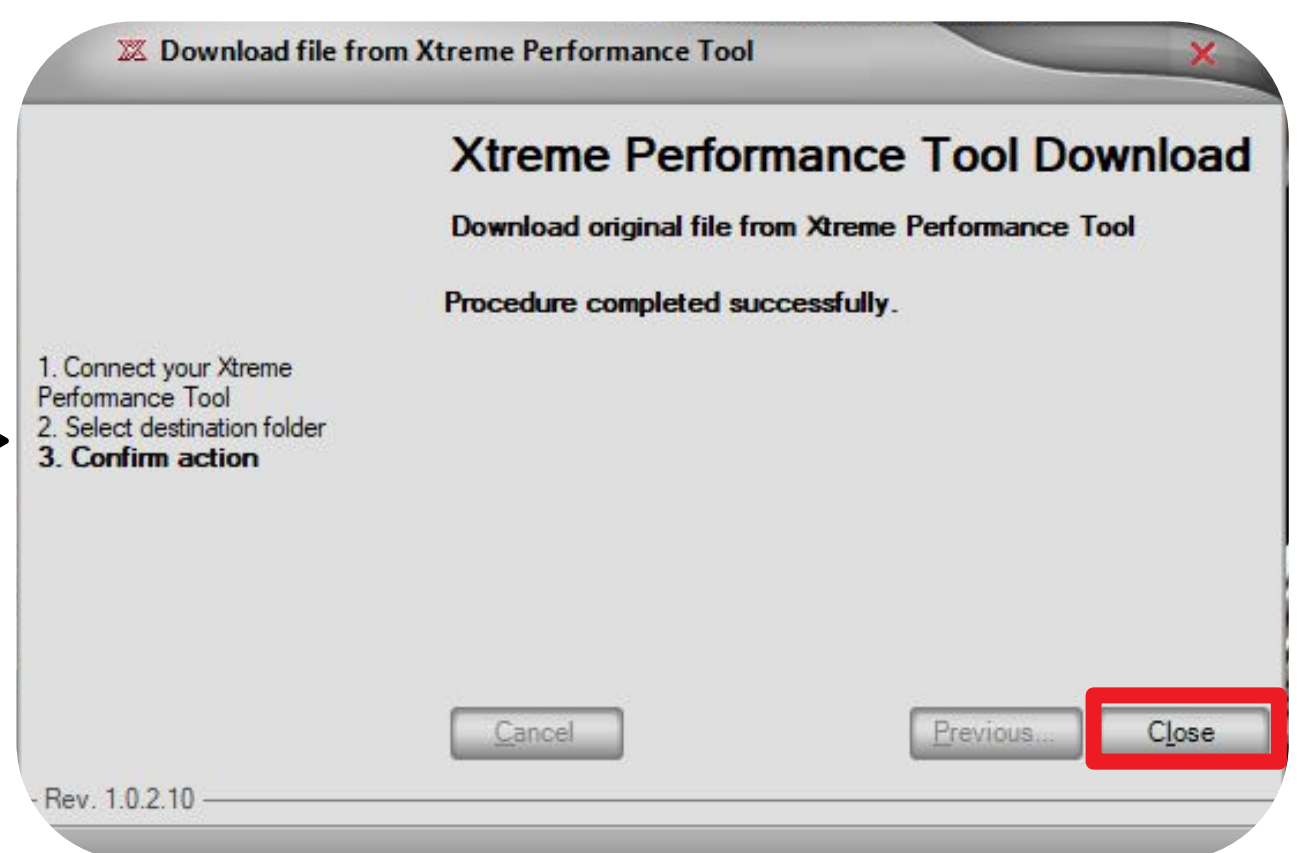 Download file from Xtreme Performance Tool
Xtreme Performance Tool Download
Download original file from Xtreme Performance Tool
Procedure completed successfully.
1. Connect your Xtreme
Performance Tool
2. Select destination folder
3. Confirm action
Cancel
Previous...
Close
Rev. 1.0.2.10